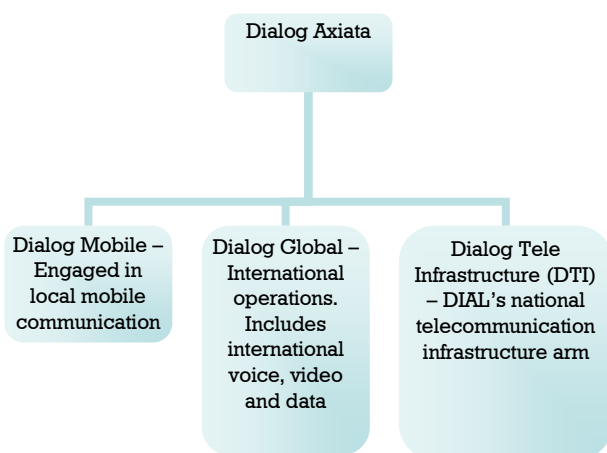 Dialog Axiata
Dialog Mobile –
Engaged in
local mobile
communication
Dialog Global –
International
operations.
Includes
international
voice, video
and data
Dialog Tele
Infrastructure (DTI)
– DIAL’s national
telecommunication
infrastructure arm